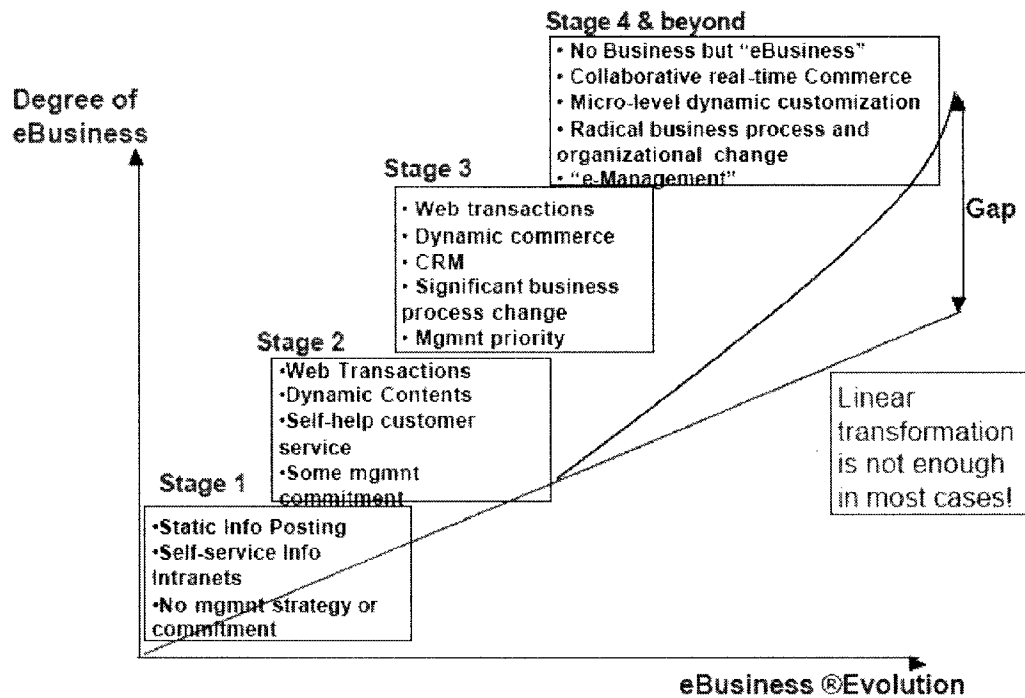 Stage 4 & beyond
• No Business but “eBusiness”
• Collaborative real-time Commerce
• Micro-level dynamic customization
• Radical business process and
organizational change
• “e-Management”
Degree of
eBusiness
Gap
Stage 3
• Web transactions
• Dynamic commerce
• CRM
• Significant business
process change
• Mgmnt priority
Stage 2
•Web Transactions
•Dynamic Contents
•Self-help customer
service
•Some mgmnt
commitment
Linear
transformation
is not enough
in most cases!
Stage 1
•Static Info Posting
•Self-service Info
Intranets
•No mgmnt strategy or
commitment
eBusiness ®Evolution